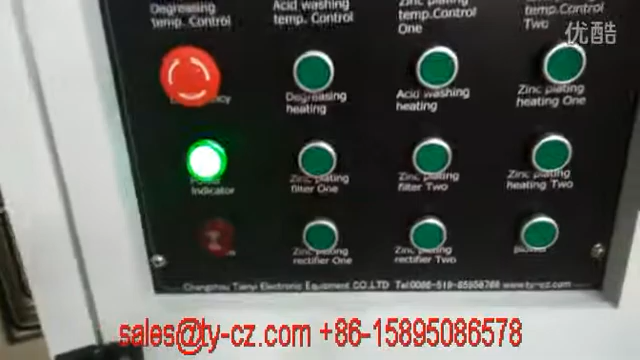 Degreasing temp. Control
Acid washing temp. Control
Zinc plating temp.Control One
temp.Control Two
优酷
Degreasing heating
Acid washing heating
Zinc plating heating One
Power Indicator
Zinc plating filter One
Zinc plating filter Two
Zinc plating heating Two
Zinc plating rectifier One
Zinc plating rectifier Two
Changzhou Tianyi Electronic Equipment CO.,LTD Tel:0086-519-85958788 www.ty-cz.com
sales@ty-cz.com +86-15895086578